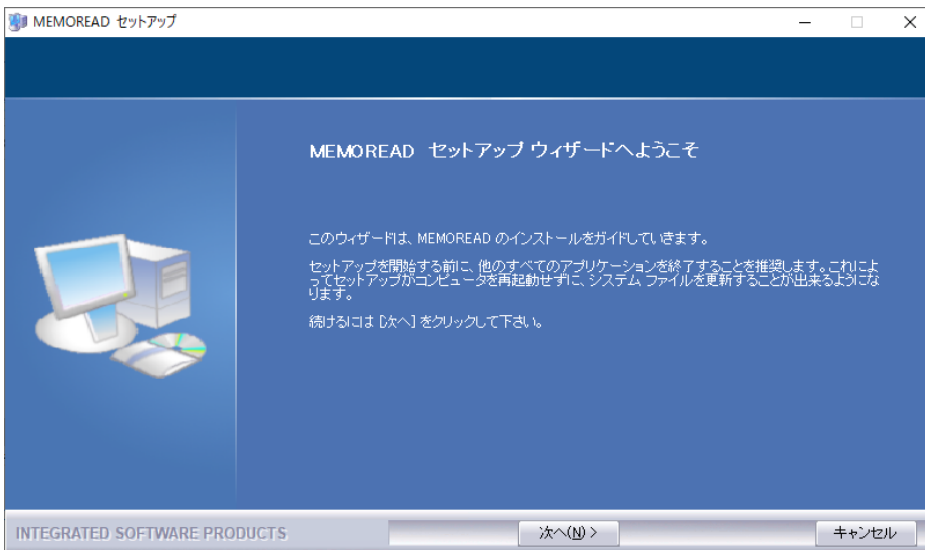 MEMOREAD セットアップ
MEMOREAD セットアップ ウィザードへようこそ
このウィザードは、MEMOREAD のインストールをガイドしていきます。
セットアップを開始する前に、他のすべてのアプリケーションを終了することを推奨します。これによ
ってセットアップがコンピュータを再起動せずに、システム ファイルを更新することが出来るようにな
ります。
続けるには [次へ] をクリックして下さい。
INTEGRATED SOFTWARE PRODUCTS
次へ(N) >
キャンセル